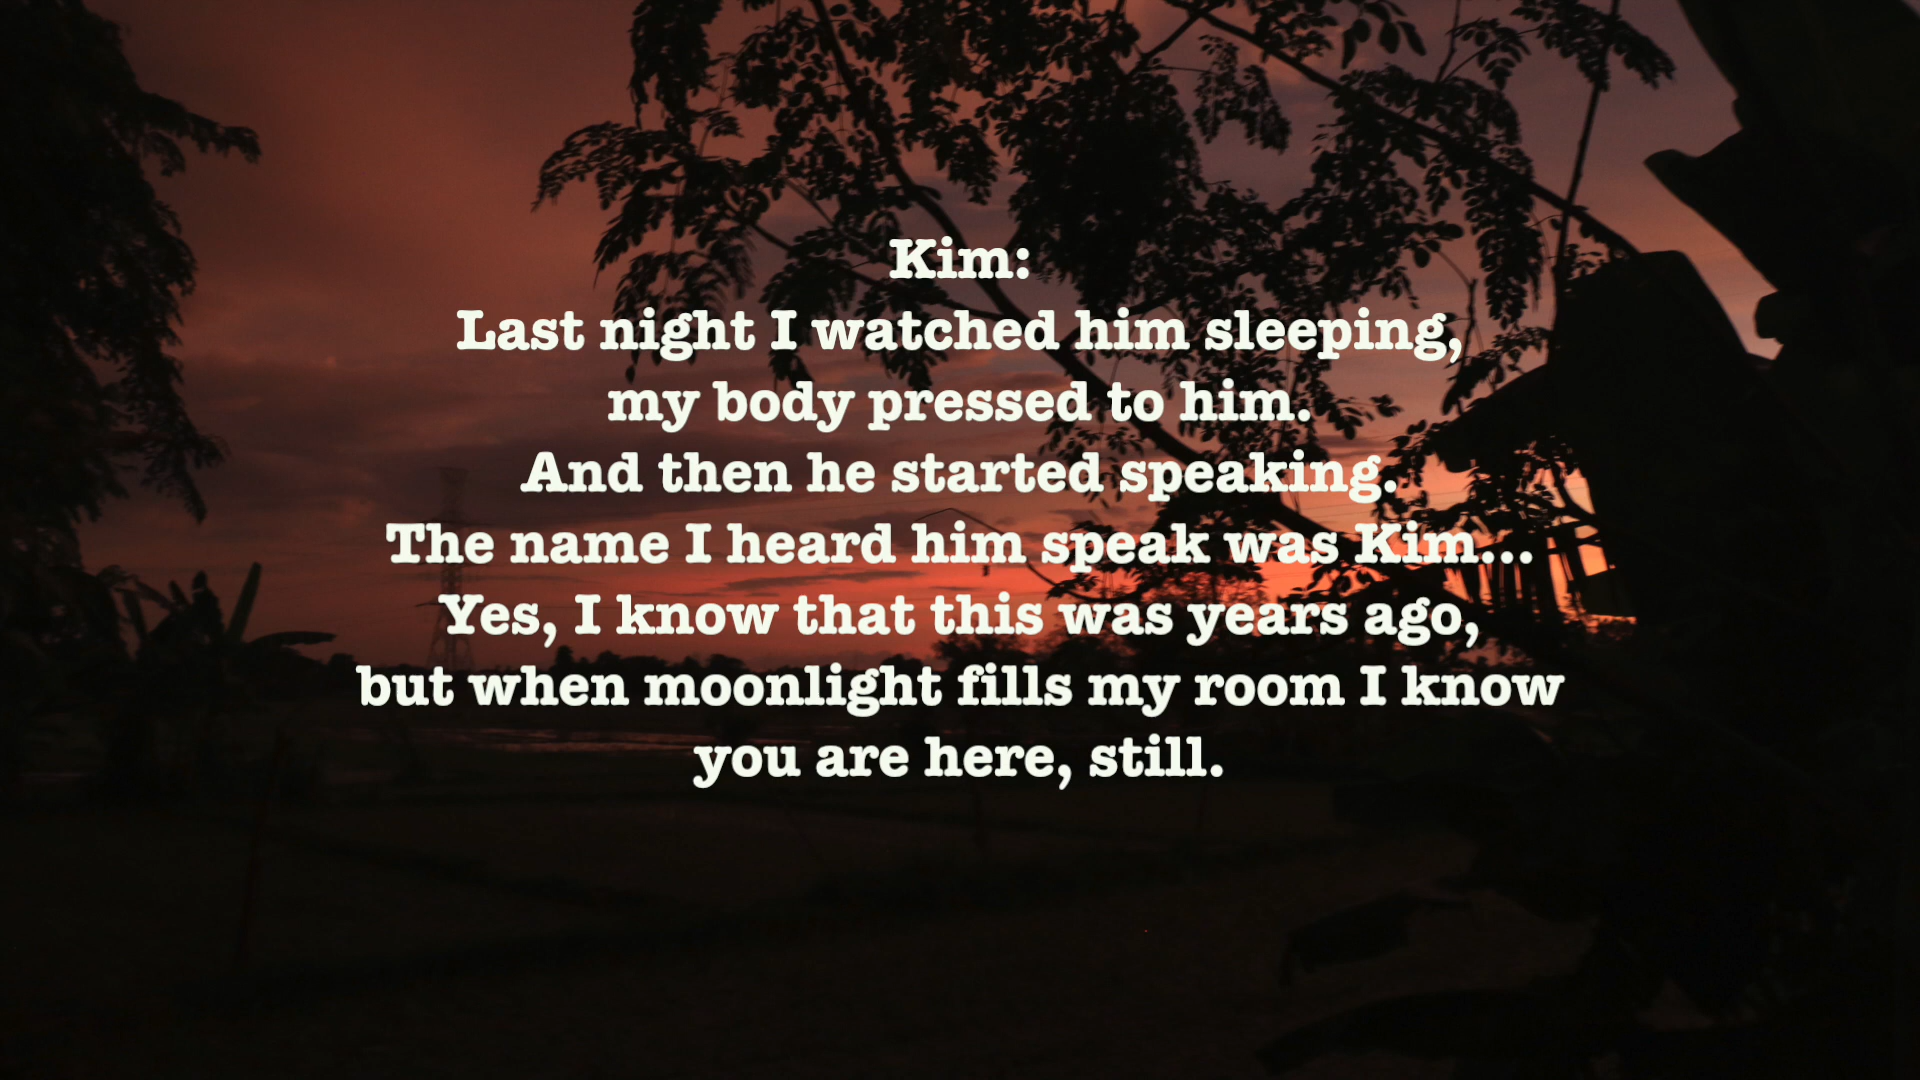 Kim:
Last night I watched him sleeping,
my body pressed to him.
And then he started speaking.
The name I heard him speak was Kim...
Yes, I know that this was years ago,
but when moonlight fills my room I know
you are here, still.